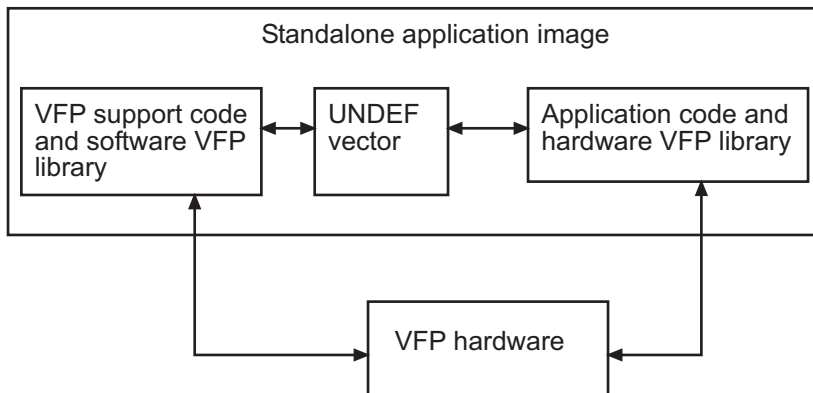 Standalone application image
VFP support code
and software VFP
library
UNDEF
vector
Application code and
hardware VFP library
VFP hardware